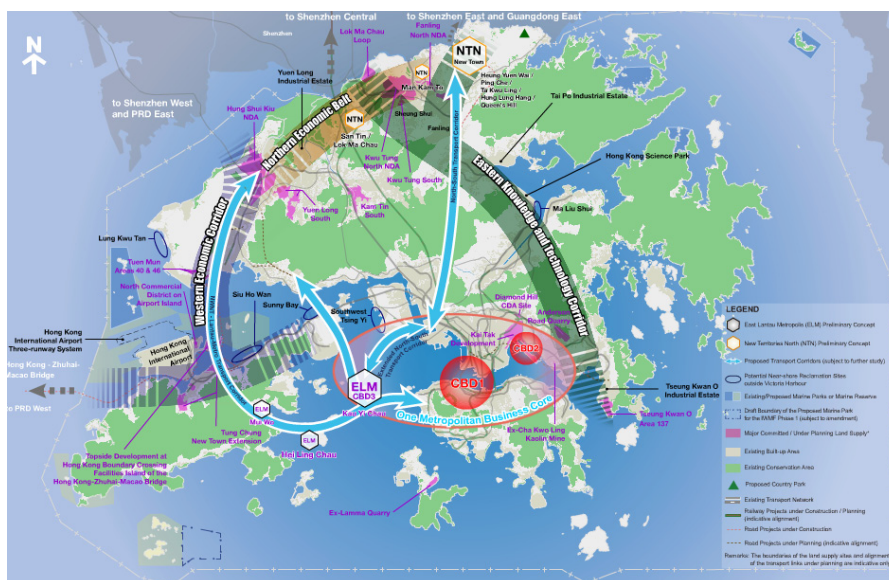 to Shenzhen Central
to Shenzhen East and Guangdong East
N
Shenzhen
Lok Ma Chau
Loop
Fanling
North NDA
NTN
New Town
NTN
Man Kam To
Heung Yuen Wai /
Ping Che /
Ta Kwu Ling /
Hung Lung Hang /
Queen's Hill
Yuen Long
Industrial Estate
to Shenzhen West
and PRD East
Hung Shui Kiu
NDA
Northern Economic Belt
NTN
San Tin /
Lok Ma Chau
Sheung Shui
Fanling
Tai Po Industrial Estate
Kwu Tung
North NDA
Kwu Tung South
North-South Transport Corridor
Eastern Knowledge and Technology Corridor
Hong Kong Science Park
Yuen Long
South
Kam Tin
South
Ma Liu Shui
Lung Kwu Tan
Western Economic Corridor
Tuen Mun
Areas 40 & 46
North Commercial
District on
Airport Island
Siu Ho Wan
Sunny Bay
Southwest
Tsing Yi
Diamond Hill
CDA Site
Anderson
Road Quarry
Kai Tak
Development
Hong Kong
International Airport
Three-runway System
Hong Kong
International
Airport
Hong Kong - Zhuhai-
Macao Bridge
to PRD West
ELM
CBD3
Kau Yi Chau
CBD1
CBD2
One Metropolitan Business Core
Tseung Kwan O
Industrial Estate
Tseung Kwan O
Area 137
Ex-Cha Kwo Ling
Kaolin Mine
ELM
Mui Wo
ELM
Hei Ling Chau
Tung Chung
New Town Extension
Topside Development at
Hong Kong Boundary Crossing
Facilities Island of the
Hong Kong-Zhuhai-Macao Bridge
Ex-Lamma Quarry
LEGEND
East Lantau Metropolis (ELM) Preliminary Concept
New Territories North (NTN) Preliminary Concept
Proposed Transport Corridors (subject to further study)
Potential Near-shore Reclamation Sites
outside Victoria Harbour
Existing/Proposed Marine Parks or Marine Reserve
Draft Boundary of the Proposed Marine Park
for the RAMF Phase 1 (subject to amendment)
Major Committed / Under Planning Land Supply*
Existing Built-up Area
Existing Conservation Area
Proposed Country Park
Existing Transport Network
Railway Projects under Construction / Planning
(indicative alignment)
Road Projects under Construction
Road Projects under Planning (indicative alignment)
Remarks: The boundaries of the land supply sites and alignment
of the transport links under planning are indicative only